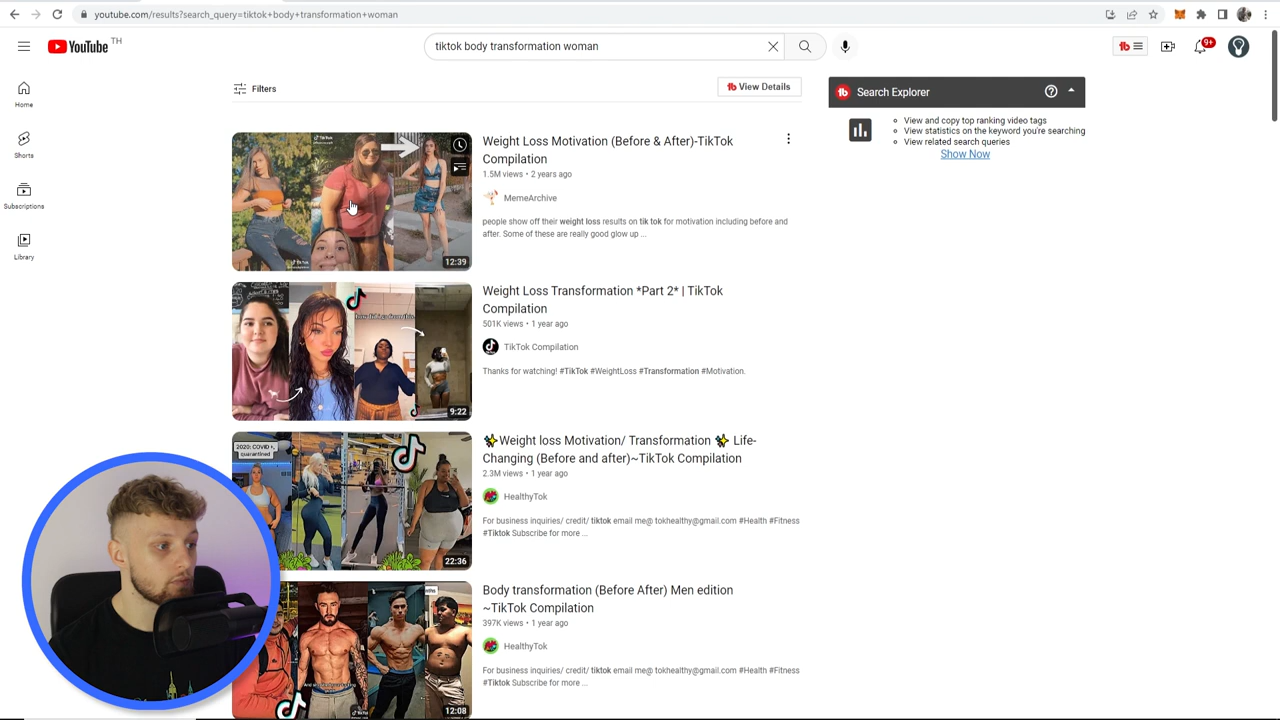 youtube.com/results?search_query=tiktok+body+transformation+woman
YouTube TH
tiktok body transformation woman
9+
Home
Shorts
Subscriptions
Library
Filters
View Details
Search Explorer
View and copy top ranking video tags
View statistics on the keyword you're searching
View related search queries
Show Now
TikTok
TikTok
12:39
Weight Loss Motivation (Before & After)-TikTok
Compilation
1.5M views • 2 years ago
MemeArchive
people show off their weight loss results on tik tok for motivation including before and
after. Some of these are really good glow up ...
9:22
Weight Loss Transformation *Part 2* | TikTok
Compilation
501K views • 1 year ago
TikTok Compilation
Thanks for watching! #TikTok #WeightLoss #Transformation #Motivation.
2020: COVID
quarantined
22:36
✨Weight loss Motivation/ Transformation ✨ Life-
Changing (Before and after)~TikTok Compilation
2.3M views • 1 year ago
HealthyTok
For business inquiries/ credit/ tiktok email me@ tokhealthy@gmail.com #Health #Fitness
#Tiktok Subscribe for more ...
TikTok
12:08
Body transformation (Before After) Men edition
~TikTok Compilation
397K views • 1 year ago
HealthyTok
For business inquiries/ credit/ tiktok email me@ tokhealthy@gmail.com #Health #Fitness
#Tiktok Subscribe for more ...